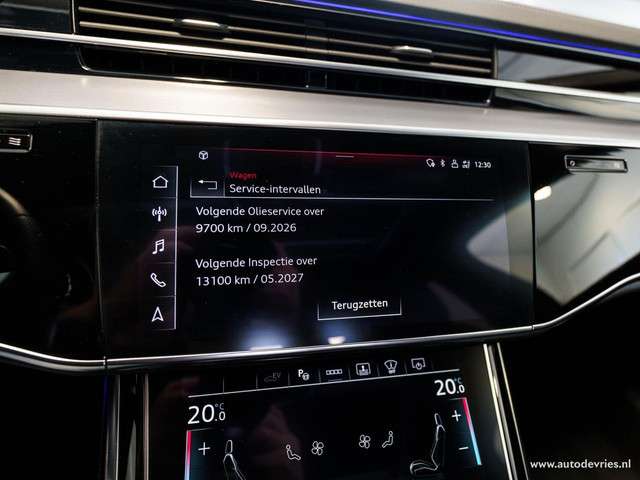 12:30
Wagen
Service-intervallen
Volgende Olieservice over
9700 km / 09.2026
Volgende Inspectie over
13100 km / 05.2027
Terugzetten
EV
P
20.0
20.0
+
+
−
www.autodevries.nl